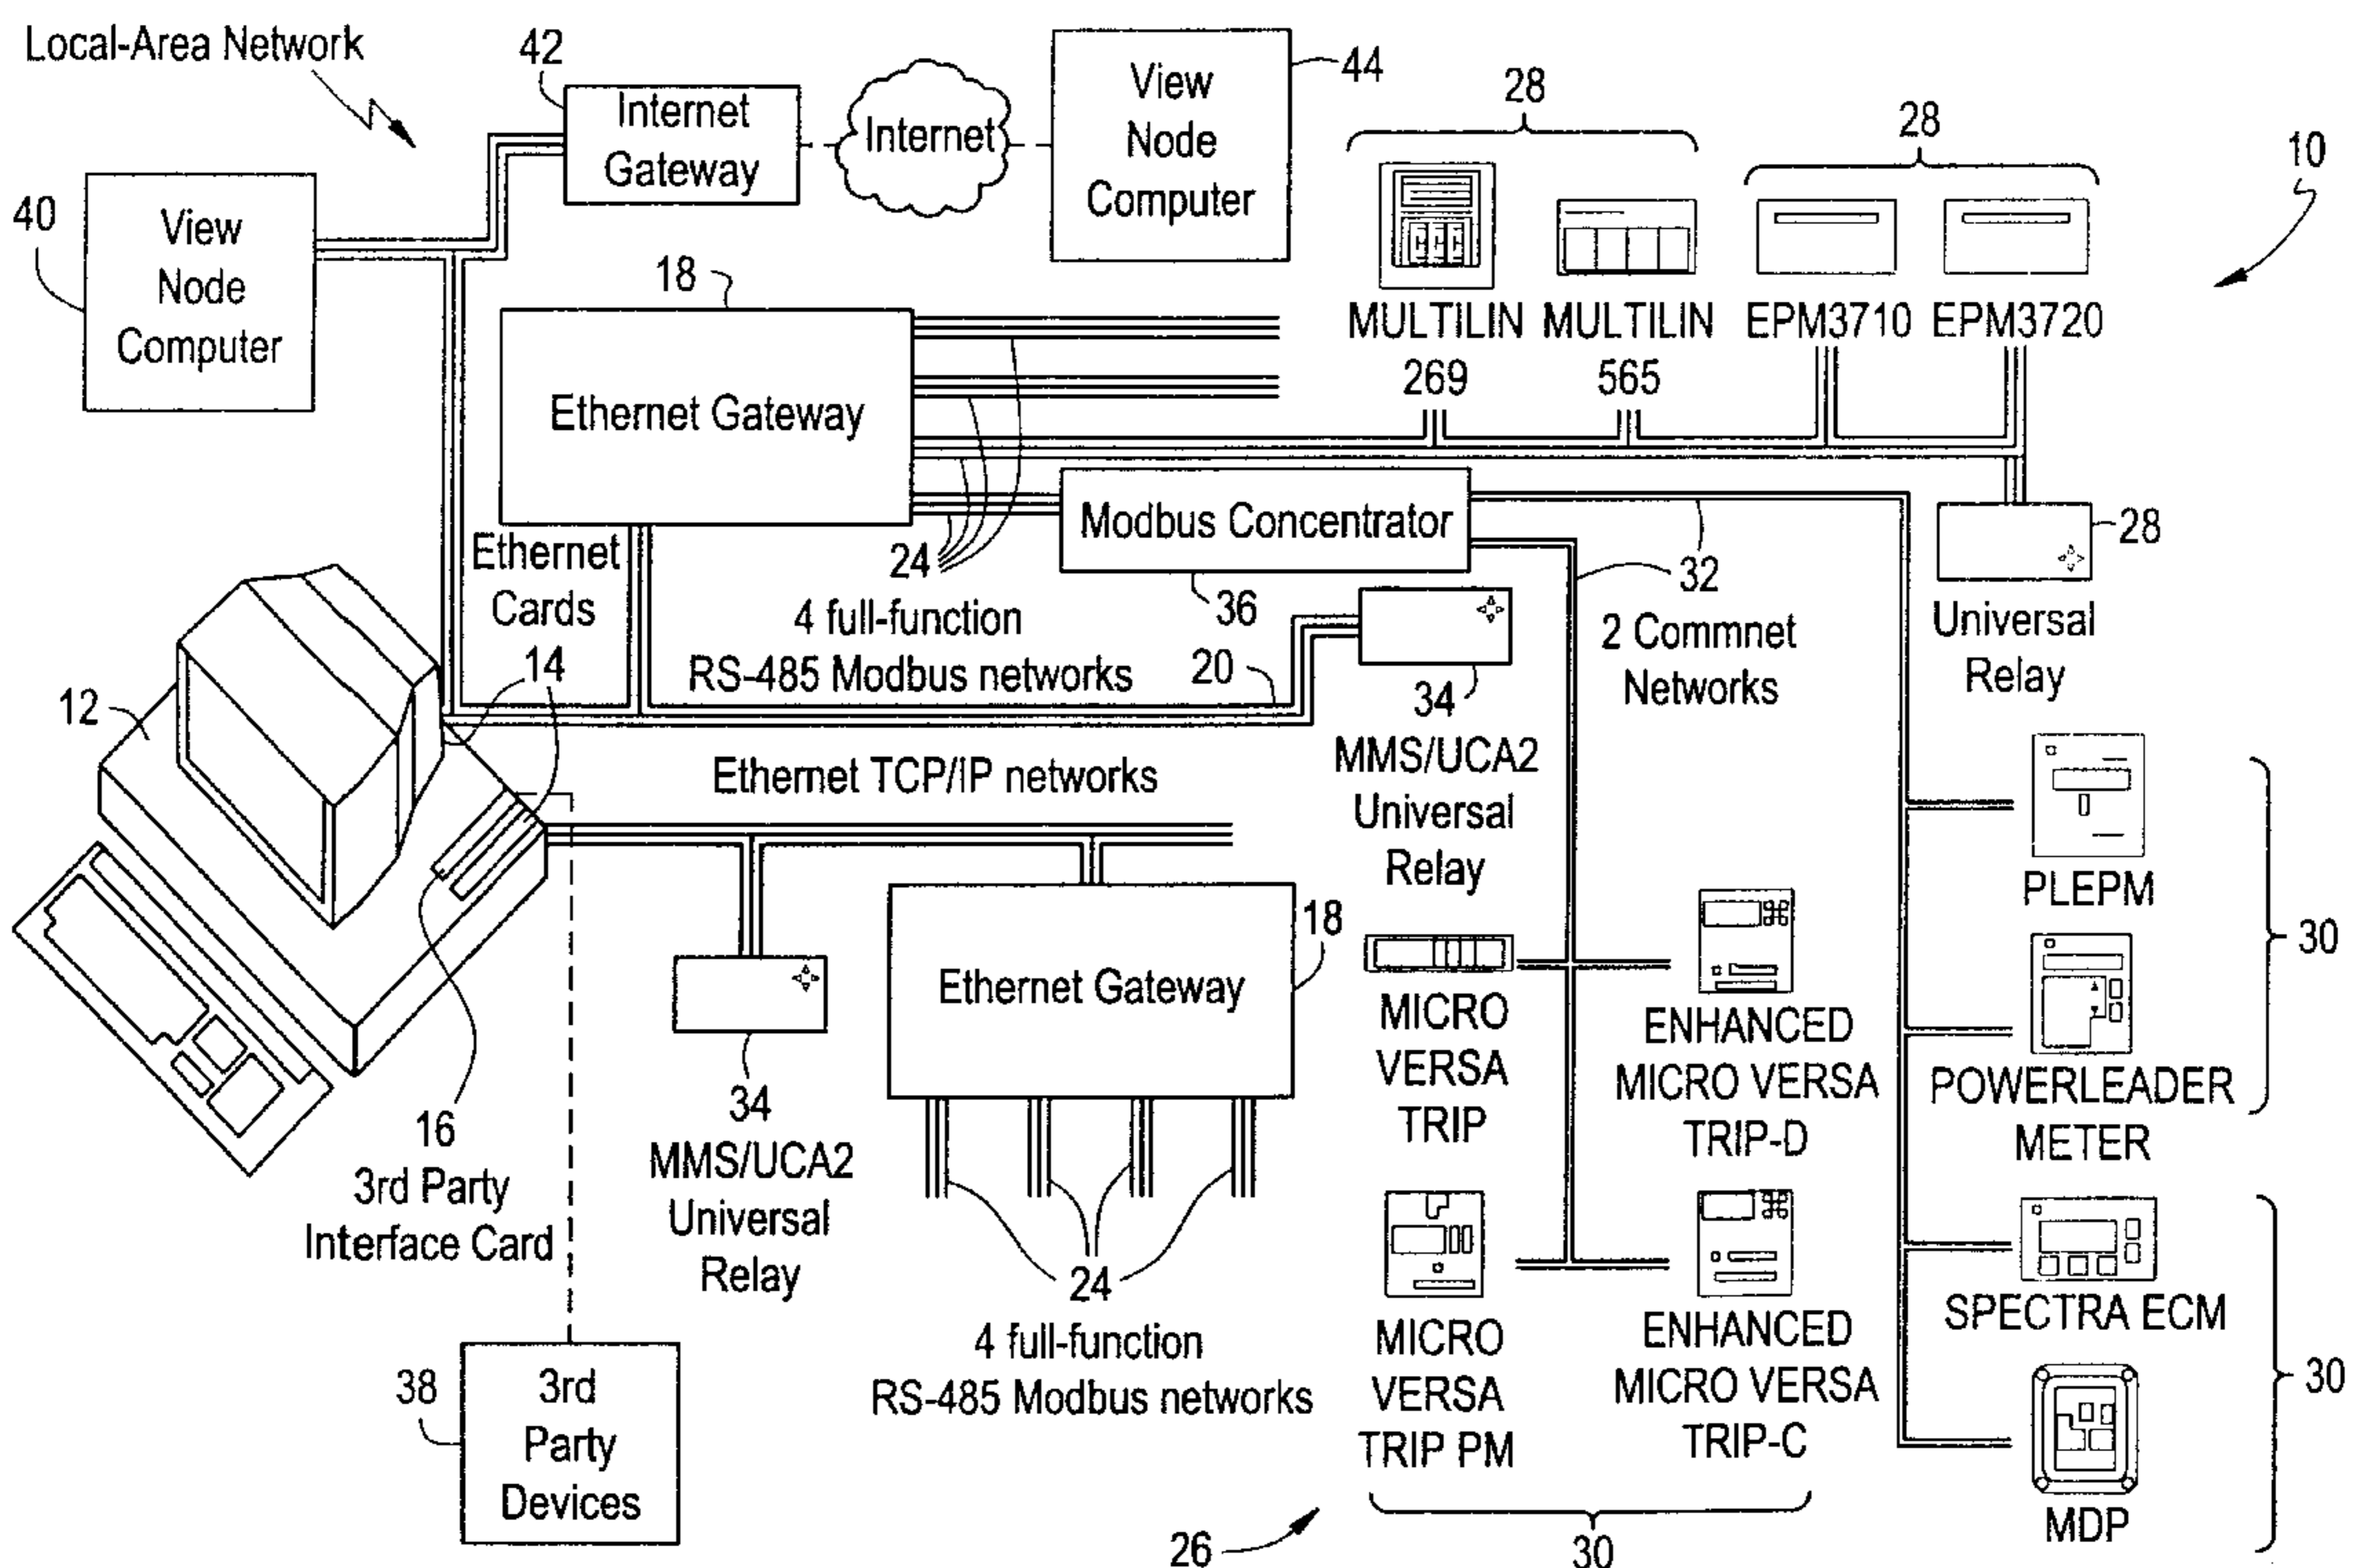 Local-Area Network
42
Internet
Gateway
Internet
View
Node
Computer
44
28
28
10
40
View
Node
Computer
18
Ethernet Gateway
MULTILIN
269
MULTILIN
565
EPM3710
EPM3720
Modbus Concentrator
28
Universal
Relay
Ethernet
Cards
14
24
4 full-function
RS-485 Modbus networks
36
20
34
MMS/UCA2
Universal
Relay
32
2 Commnet
Networks
12
Ethernet TCP/IP networks
PLEPM
30
POWERLEADER
METER
Ethernet Gateway
18
MICRO
VERSA
TRIP
ENHANCED
MICRO VERSA
TRIP-D
16
3rd Party
Interface Card
34
MMS/UCA2
Universal
Relay
24
4 full-function
RS-485 Modbus networks
MICRO
VERSA
TRIP PM
ENHANCED
MICRO VERSA
TRIP-C
SPECTRA ECM
30
MDP
38
3rd
Party
Devices
26
30